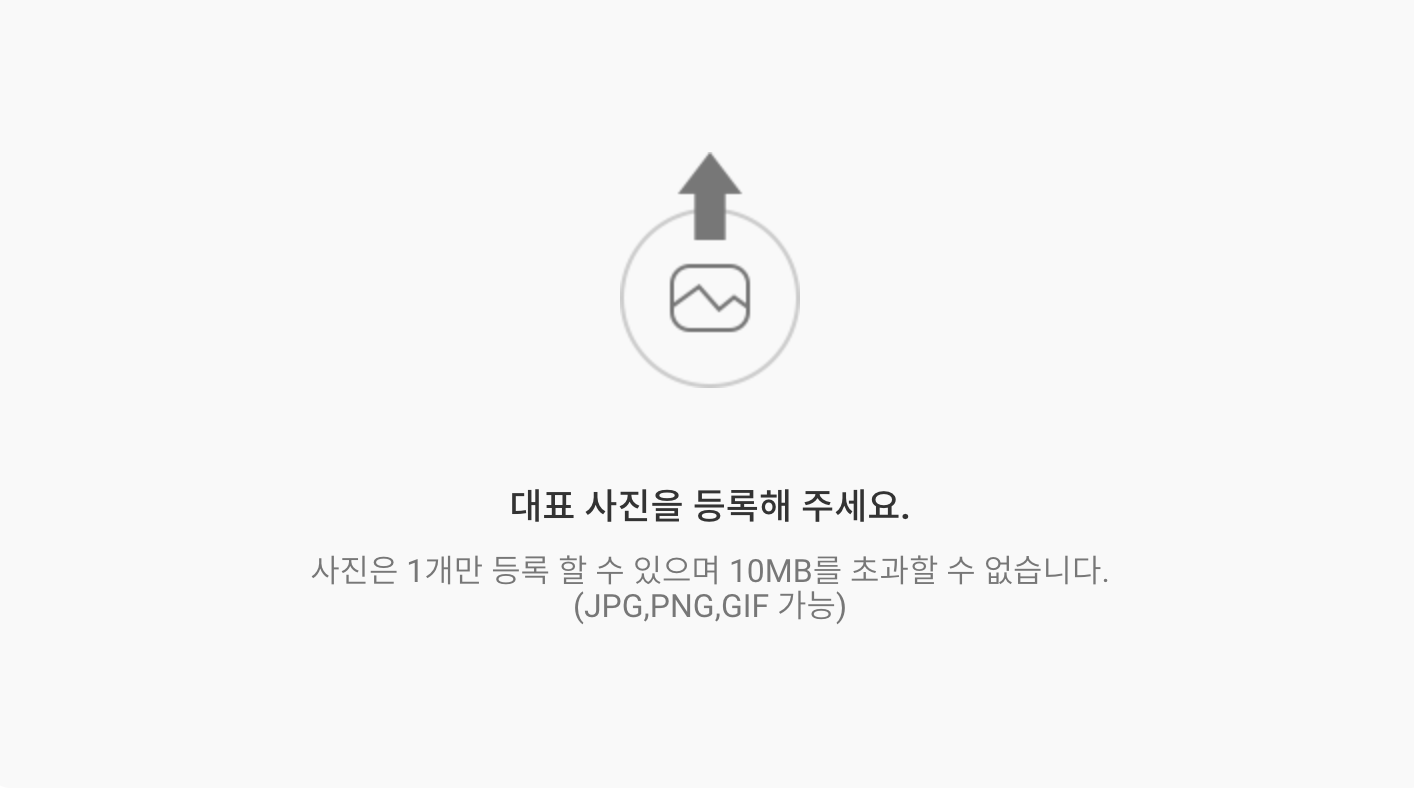 대표 사진을 등록해 주세요.
사진은 1개만 등록 할 수 있으며 10MB를 초과할 수 없습니다.
(JPG,PNG,GIF 가능)